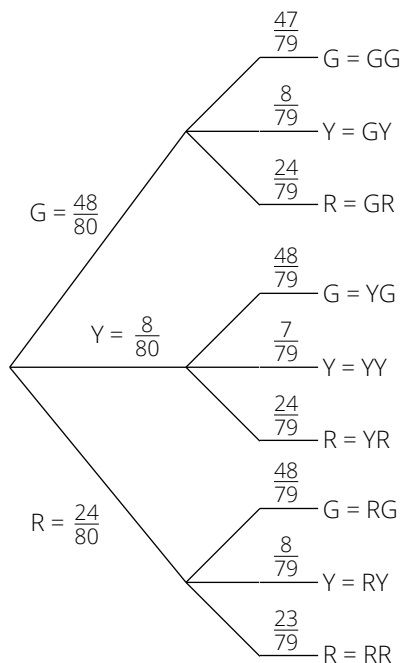 47/79 G = GG
8/79 Y = GY
24/79 R = GR
G = 48/80
48/79 G = YG
Y = 8/80
7/79 Y = YY
24/79 R = YR
48/79 G = RG
R = 24/80
8/79 Y = RY
23/79 R = RR